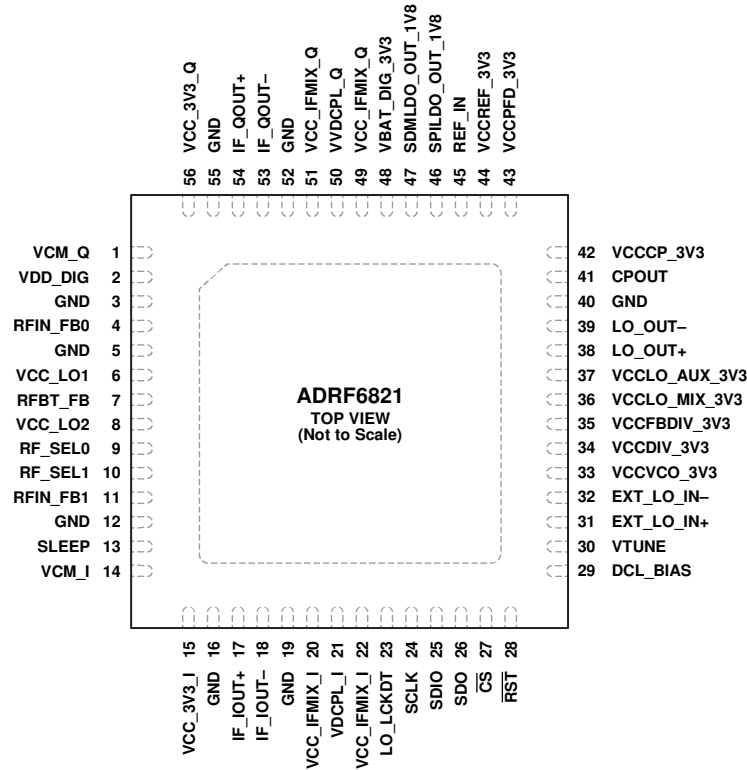 VCC_3V3_Q
GND
IF_QOUT+
IF_QOUT–
GND
VCC_IFMIX_Q
VVDCPL_Q
VCC_IFMIX_Q
VBAT_DIG_3V3
SDMLDO_OUT_1V8
SPILDO_OUT_1V8
REF_IN
VCCREF_3V3
VCCPFD_3V3
56 55 54 53 52 51 50 49 48 47 46 45 44 43
VCM_Q 1
VDD_DIG 2
GND 3
RFIN_FB0 4
GND 5
VCC_LO1 6
RFBT_FB 7
VCC_LO2 8
RF_SEL0 9
RF_SEL1 10
RFIN_FB1 11
GND 12
SLEEP 13
VCM_I 14
ADRF6821
TOP VIEW
(Not to Scale)
42 VCCCP_3V3
41 CPOUT
40 GND
39 LO_OUT–
38 LO_OUT+
37 VCCLO_AUX_3V3
36 VCCLO_MIX_3V3
35 VCCFBDIV_3V3
34 VCCDIV_3V3
33 VCCVCO_3V3
32 EXT_LO_IN–
31 EXT_LO_IN+
30 VTUNE
29 DCL_BIAS
15 16 17 18 19 20 21 22 23 24 25 26 27 28
VCC_3V3_I
GND
IF_IOUT+
IF_IOUT–
GND
VCC_IFMIX_I
VDCPL_I
VCC_IFMIX_I
LO_LCKDT
SCLK
SDIO
SDO
CS
RST